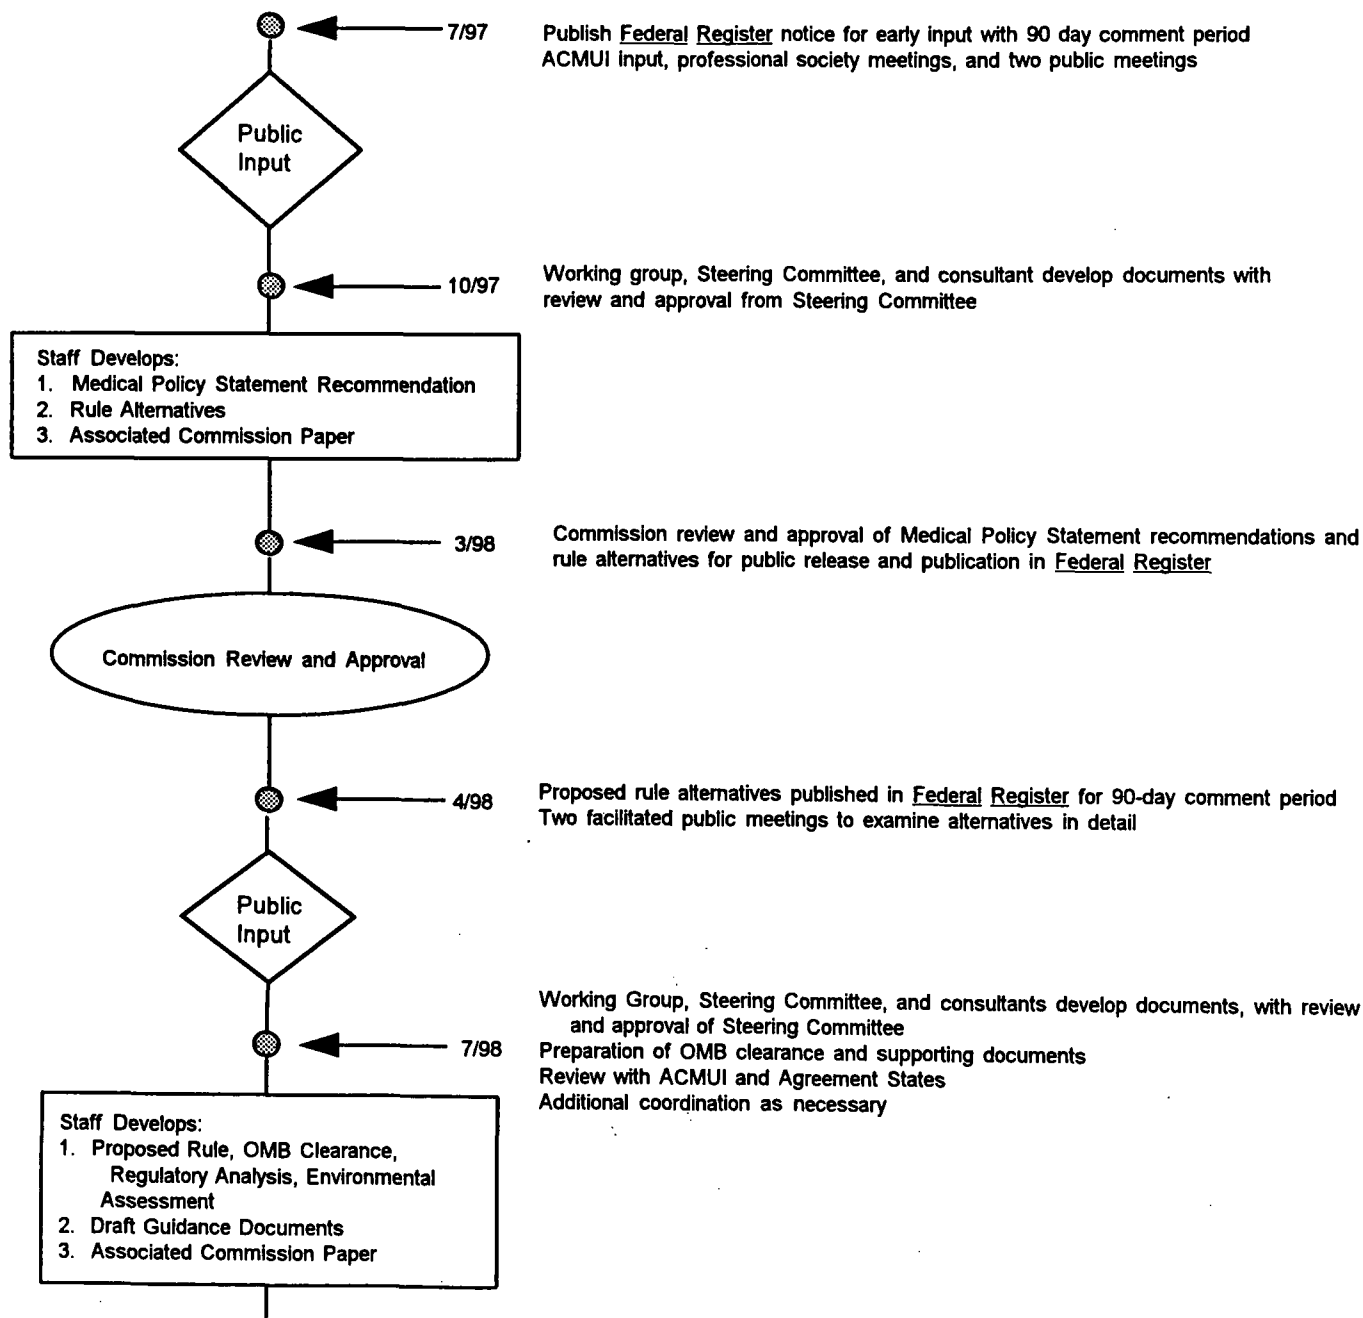 7/97
Publish Federal Register notice for early input with 90 day comment period
ACMUI input, professional society meetings, and two public meetings
Public
Input
10/97
Working group, Steering Committee, and consultant develop documents with
review and approval from Steering Committee
Staff Develops:
1. Medical Policy Statement Recommendation
2. Rule Alternatives
3. Associated Commission Paper
3/98
Commission review and approval of Medical Policy Statement recommendations and
rule alternatives for public release and publication in Federal Register
Commission Review and Approval
4/98
Proposed rule alternatives published in Federal Register for 90-day comment period
Two facilitated public meetings to examine alternatives in detail
Public
Input
7/98
Working Group, Steering Committee, and consultants develop documents, with review
and approval of Steering Committee
Preparation of OMB clearance and supporting documents
Review with ACMUI and Agreement States
Additional coordination as necessary
Staff Develops:
1. Proposed Rule, OMB Clearance,
Regulatory Analysis, Environmental
Assessment
2. Draft Guidance Documents
3. Associated Commission Paper